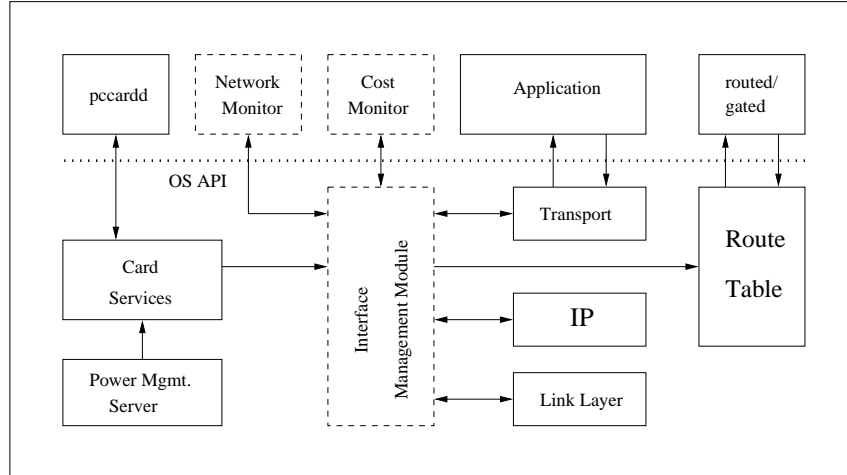 pccardd
Network
Monitor
Cost
Monitor
Application
routed/
gated
OS API
Card
Services
Power Mgmt.
Server
Interface
Management Module
Transport
IP
Link Layer
Route
Table